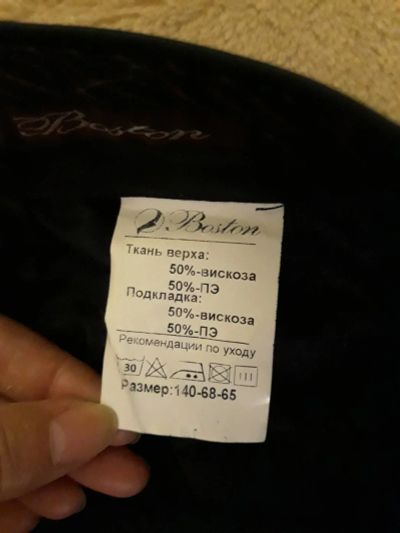 Boston
Boston
Ткань верха:
50%-вискоза
50%-ПЭ
Подкладка:
50%-вискоза
50%-ПЭ
Рекомендации по уходу
30
Размер:140-68-65